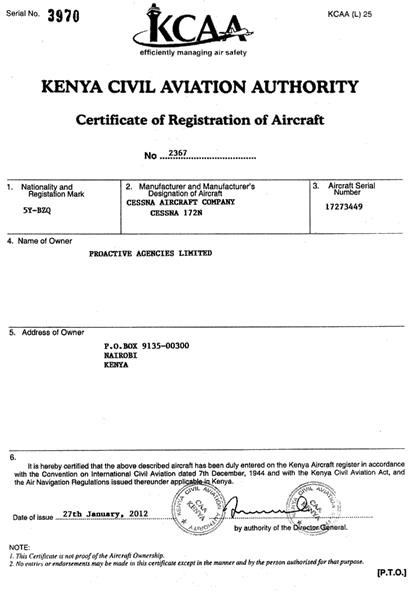 Serial No. 3970
KCAA (L) 25
KCAA
efficiently managing air safety
KENYA CIVIL AVIATION AUTHORITY
Certificate of Registration of Aircraft
No ...2367...
1. Nationality and Registration Mark
5Y-BZQ
2. Manufacturer and Manufacturer's Designation of Aircraft
CESSNA AIRCRAFT COMPANY
CESSNA 172N
3. Aircraft Serial Number
17273449
4. Name of Owner
PROACTIVE AGENCIES LIMITED
5. Address of Owner
P.O.BOX 9135-00300
NAIROBI
KENYA
6.
It is hereby certified that the above described aircraft has been duly entered on the Kenya Aircraft register in accordance
with the Convention on International Civil Aviation dated 7th December, 1944 and with the Kenya Civil Aviation Act, and
the Air Navigation Regulations issued thereunder applicable in Kenya.
KENYA CIVIL AVIATION AUTHORITY
CAA KENYA
CAA KENYA
Date of issue 27th January, 2012
by authority of the Director General.
NOTE:
1. This Certificate is not proof of the Aircraft Ownership.
2. No entries or endorsements may be made in this certificate except in the manner and by the person authorised for that purpose.
[P.T.O.]